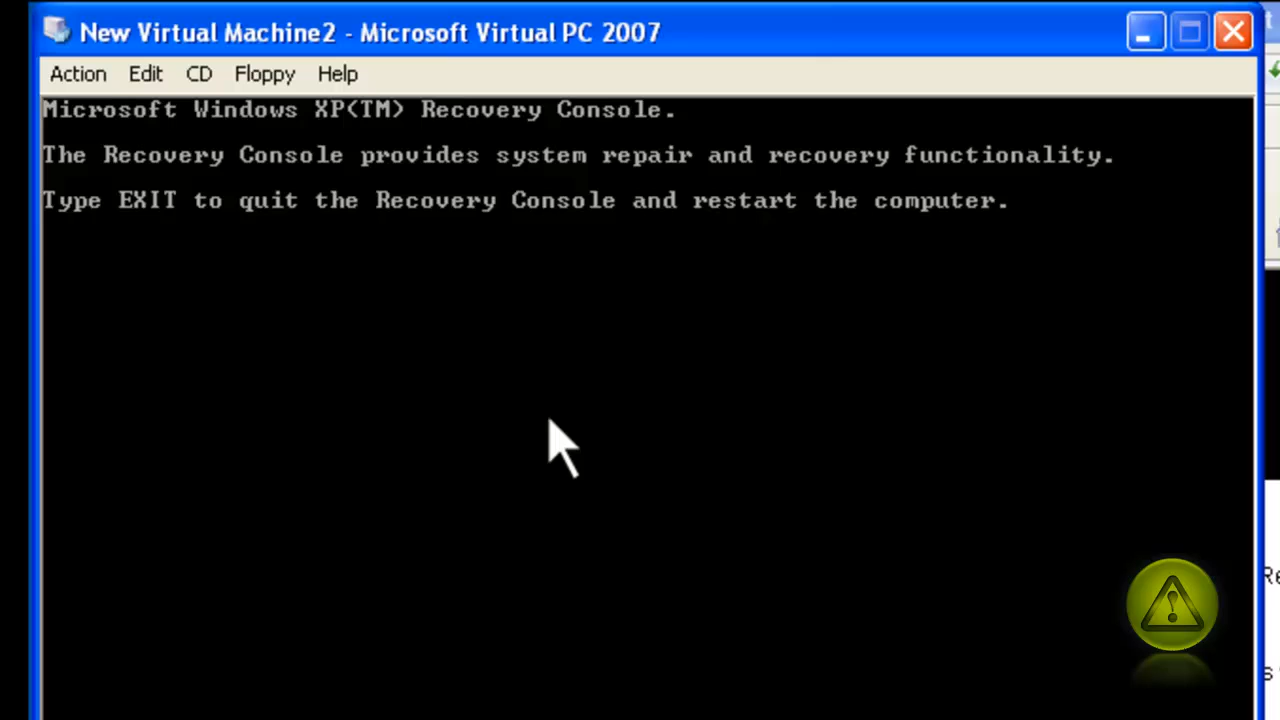 New Virtual Machine2 - Microsoft Virtual PC 2007
Action Edit CD Floppy Help
Microsoft Windows XP(TM) Recovery Console.
The Recovery Console provides system repair and recovery functionality.
Type EXIT to quit the Recovery Console and restart the computer.